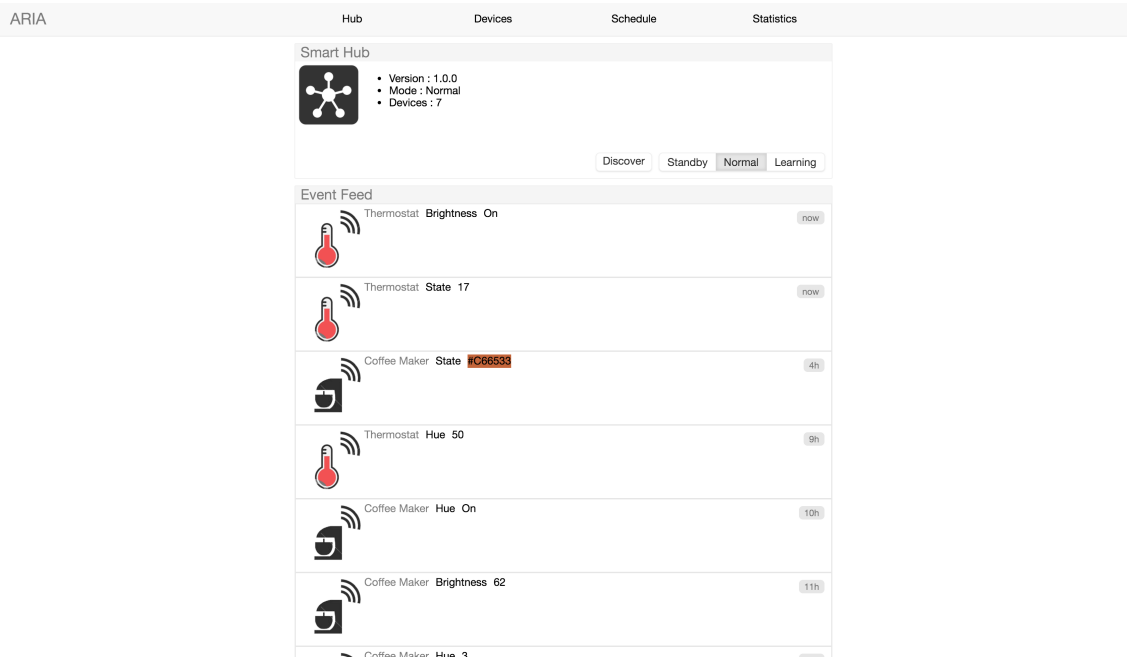 ARIA Hub Devices Schedule Statistics
Smart Hub
• Version : 1.0.0
• Mode : Normal
• Devices : 7
Discover Standby Normal Learning
Event Feed
Thermostat Brightness On now
Thermostat State 17 now
Coffee Maker State #C66533 4h
Thermostat Hue 50 9h
Coffee Maker Hue On 10h
Coffee Maker Brightness 62 11h
Coffee Maker Hue 3